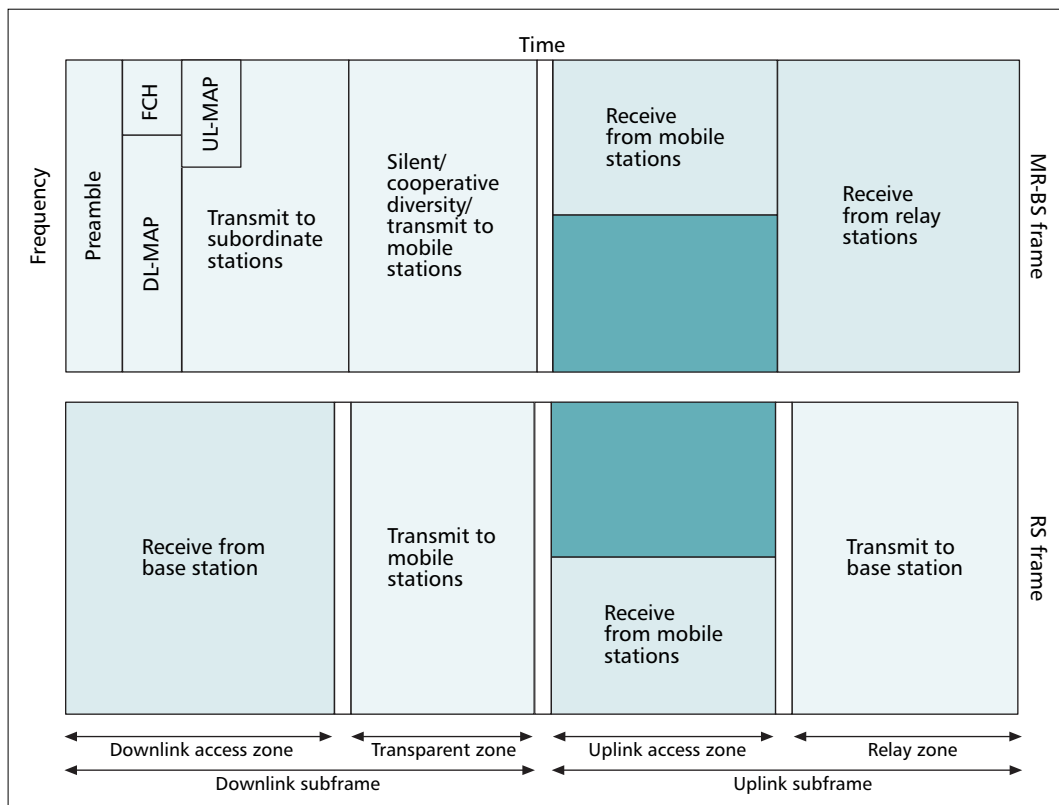 Time
Frequency
Preamble
FCH
DL-MAP
UL-MAP
Transmit to
subordinate
stations
Silent/
cooperative
diversity/
transmit to
mobile
stations
Receive
from mobile
stations
Receive
from relay
stations
MR-BS frame
Receive from
base station
Transmit to
mobile
stations
Receive
from mobile
stations
Transmit to
base station
RS frame
Downlink access zone
Transparent zone
Uplink access zone
Relay zone
Downlink subframe
Uplink subframe